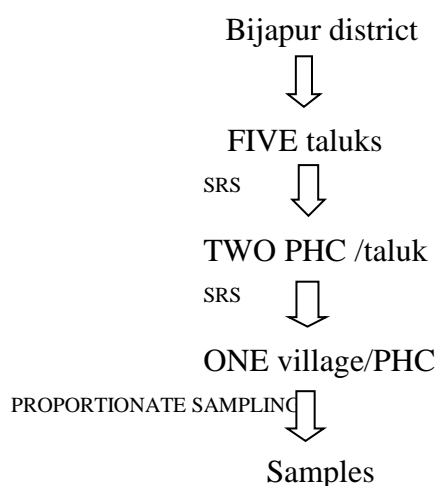 Bijapur district
FIVE taluks
SRS
TWO PHC /taluk
SRS
ONE village/PHC
PROPORTIONATE SAMPLING
Samples